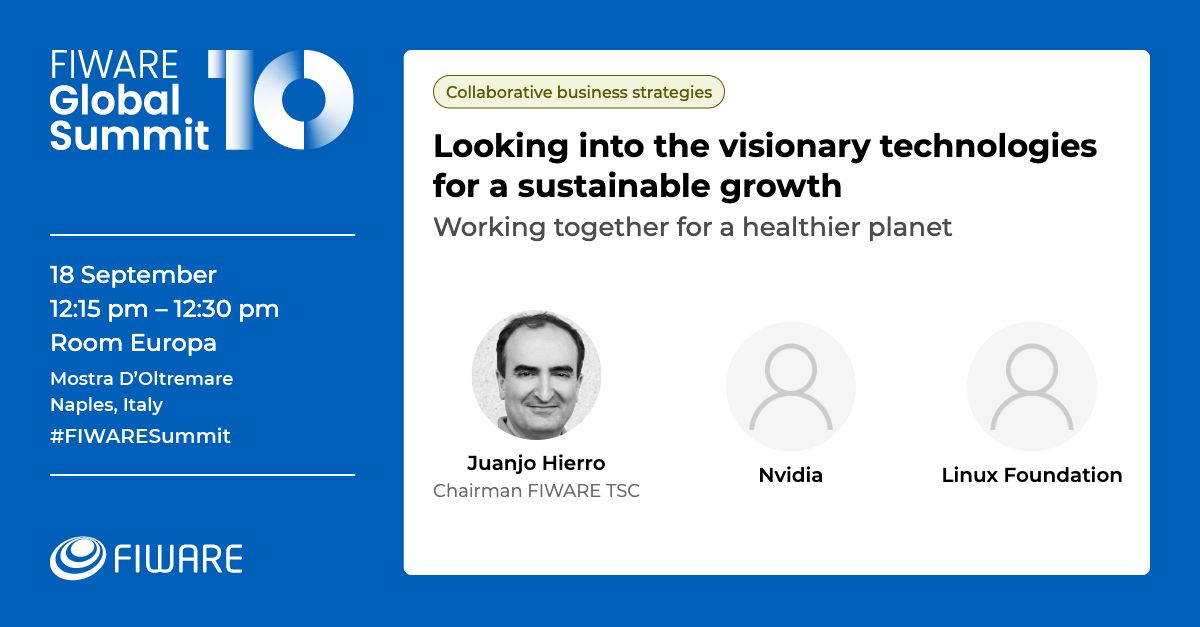 FIWARE
Global
Summit
10
18 September
12:15 pm – 12:30 pm
Room Europa
Mostra D’Oltremare
Naples, Italy
#FIWARESummit
FIWARE
Collaborative business strategies
Looking into the visionary technologies
for a sustainable growth
Working together for a healthier planet
Juanjo Hierro
Chairman FIWARE TSC
Nvidia
Linux Foundation